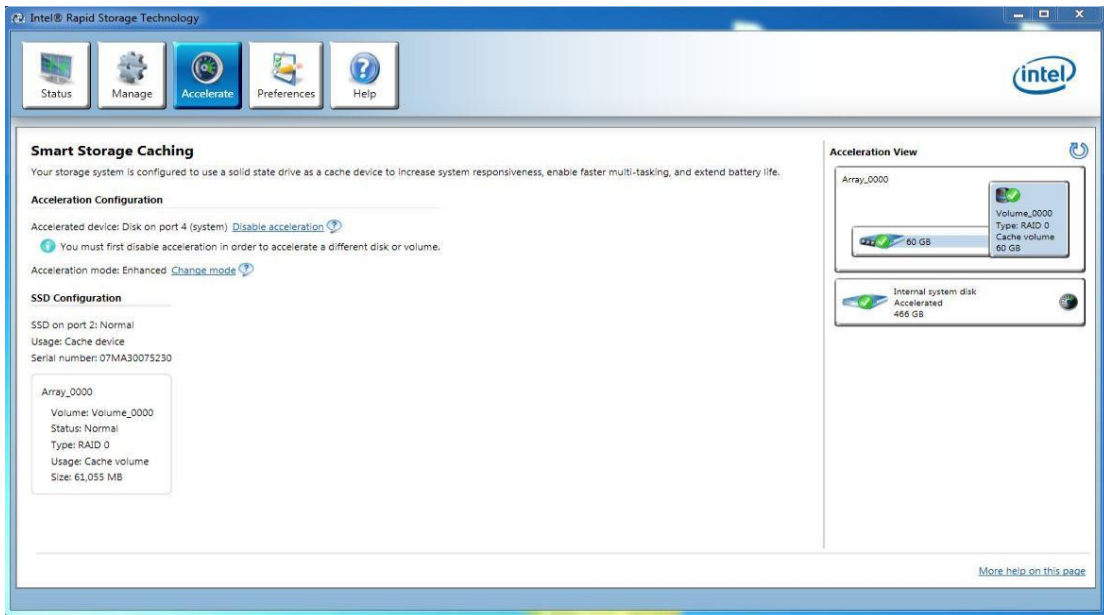 Intel® Rapid Storage Technology
Status
Manage
Accelerate
Preferences
Help
intel
Smart Storage Caching
Your storage system is configured to use a solid state drive as a cache device to increase system responsiveness, enable faster multi-tasking, and extend battery life.
Acceleration Configuration
Accelerated device: Disk on port 4 (system) Disable acceleration ?
You must first disable acceleration in order to accelerate a different disk or volume.
Acceleration mode: Enhanced Change mode ?
SSD Configuration
SSD on port 2: Normal
Usage: Cache device
Serial number: 07MA30075230
Array_0000
Volume: Volume_0000
Status: Normal
Type: RAID 0
Usage: Cache volume
Size: 61,055 MB
Acceleration View
Array_0000
60 GB
Volume_0000
Type: RAID 0
Cache volume
60 GB
Internal system disk
Accelerated
466 GB
More help on this page